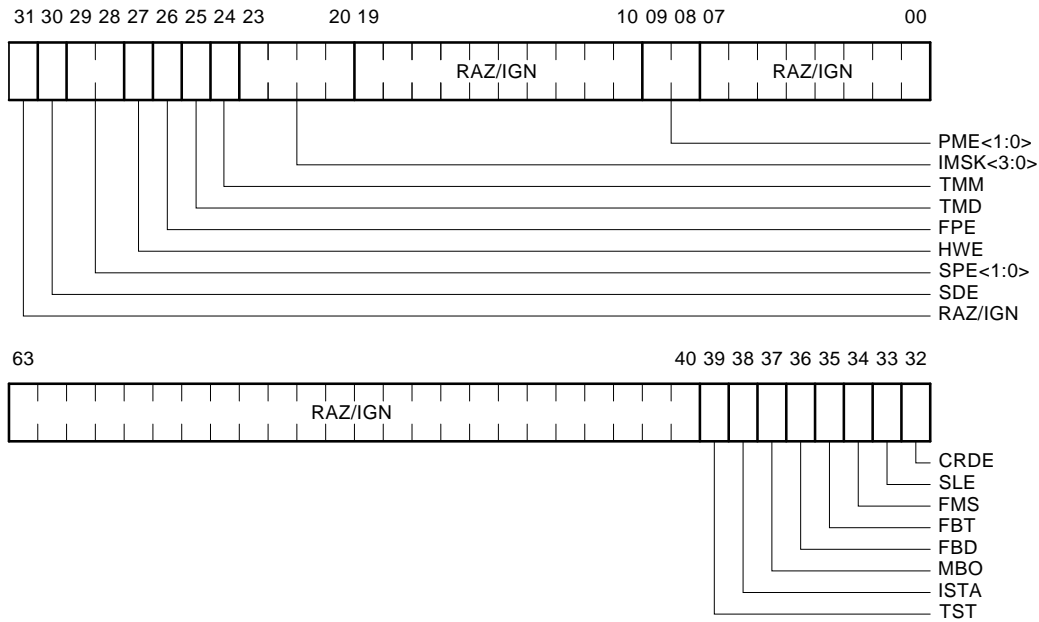 31 30 29 28 27 26 25 24 23 20 19 10 09 08 07 00
RAZ/IGN RAZ/IGN
PME<1:0>
IMSK<3:0>
TMM
TMD
FPE
HWE
SPE<1:0>
SDE
RAZ/IGN
63 40 39 38 37 36 35 34 33 32
RAZ/IGN
CRDE
SLE
FMS
FBT
FBD
MBO
ISTA
TST